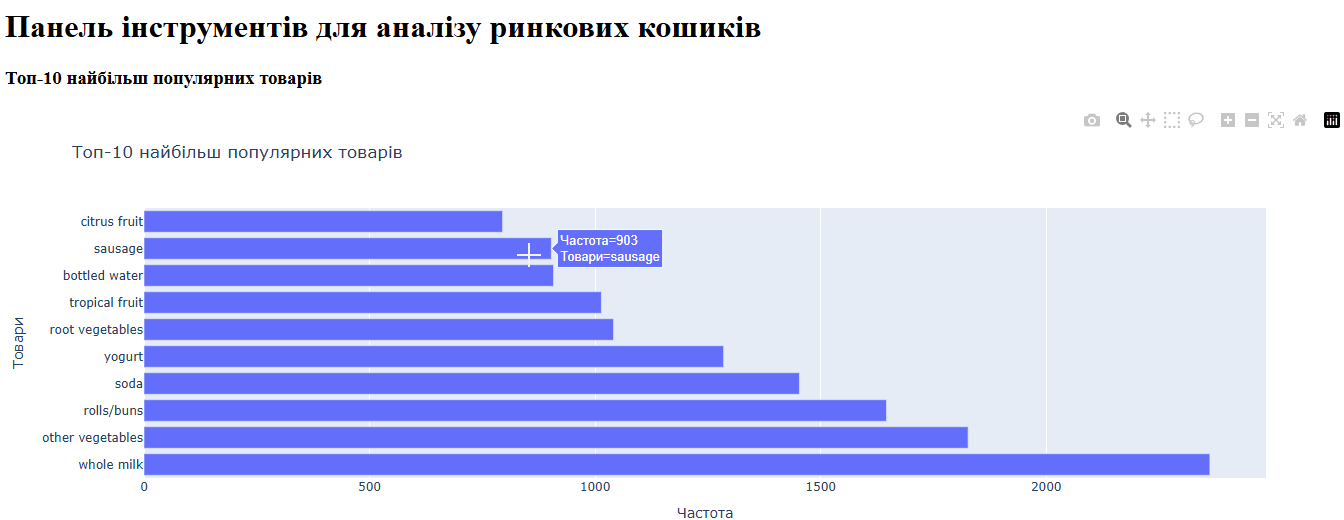 Панель інструментів для аналізу ринкових кошиків
Топ-10 найбільш популярних товарів
Топ-10 найбільш популярних товарів
citrus fruit
sausage
Частота=903
Товари=sausage
bottled water
tropical fruit
root vegetables
yogurt
soda
rolls/buns
other vegetables
whole milk
Товари
0 500 1000 1500 2000
Частота